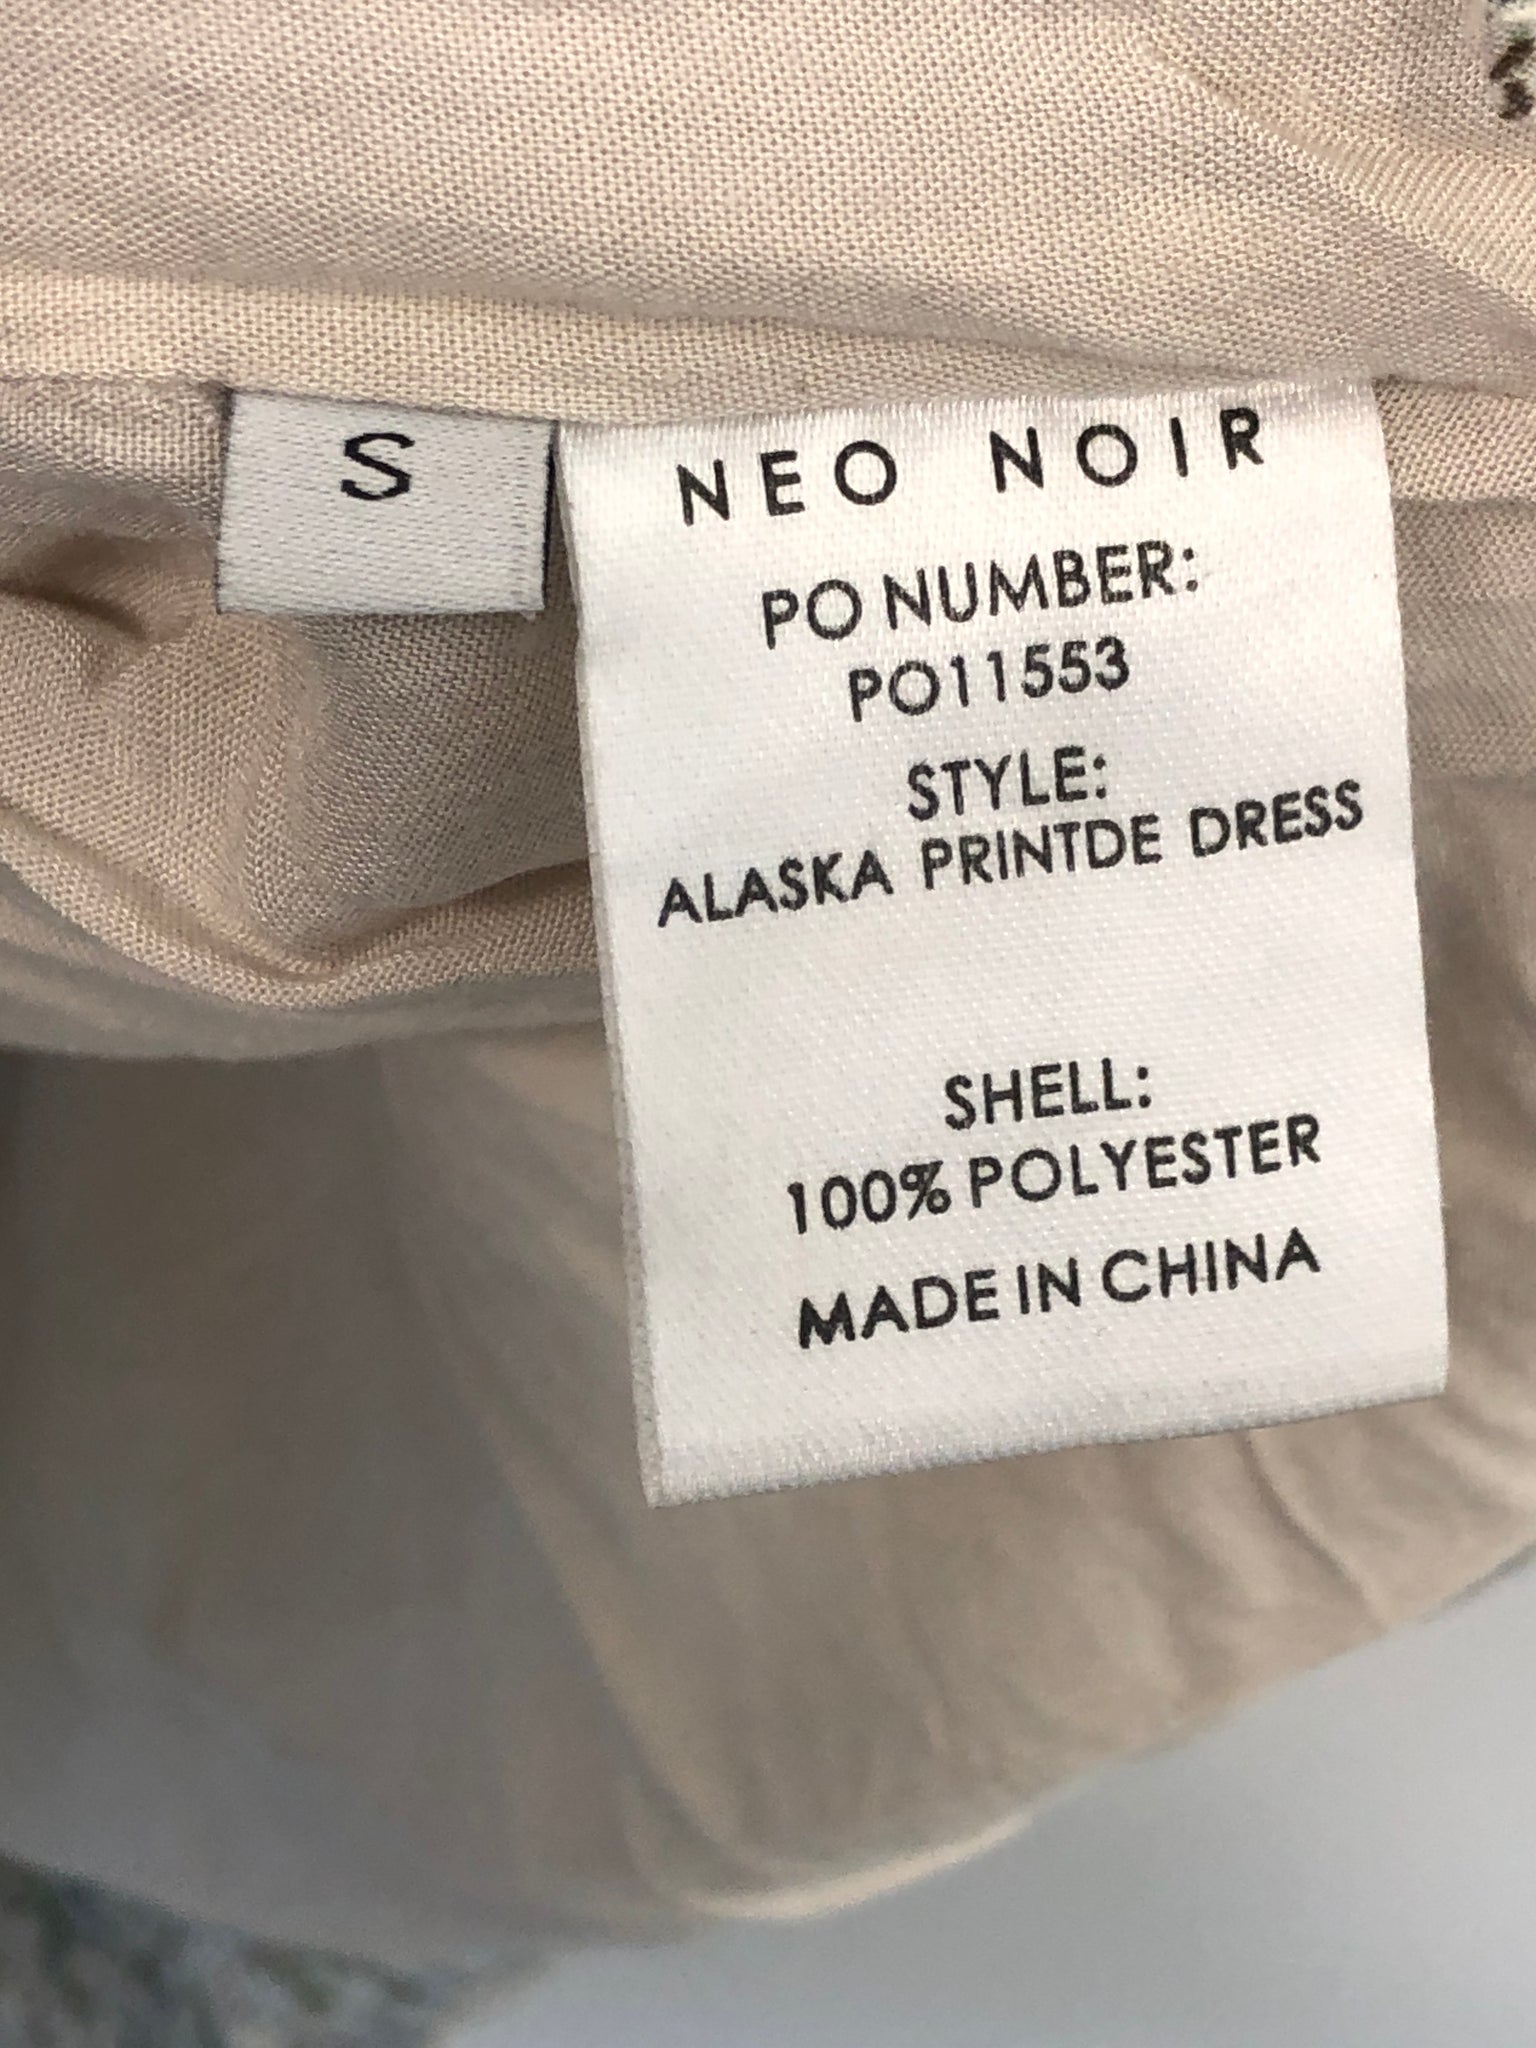 S
NEO NOIR
PO NUMBER:
PO11553
STYLE:
ALASKA PRINTDE DRESS
SHELL:
100% POLYESTER
MADE IN CHINA